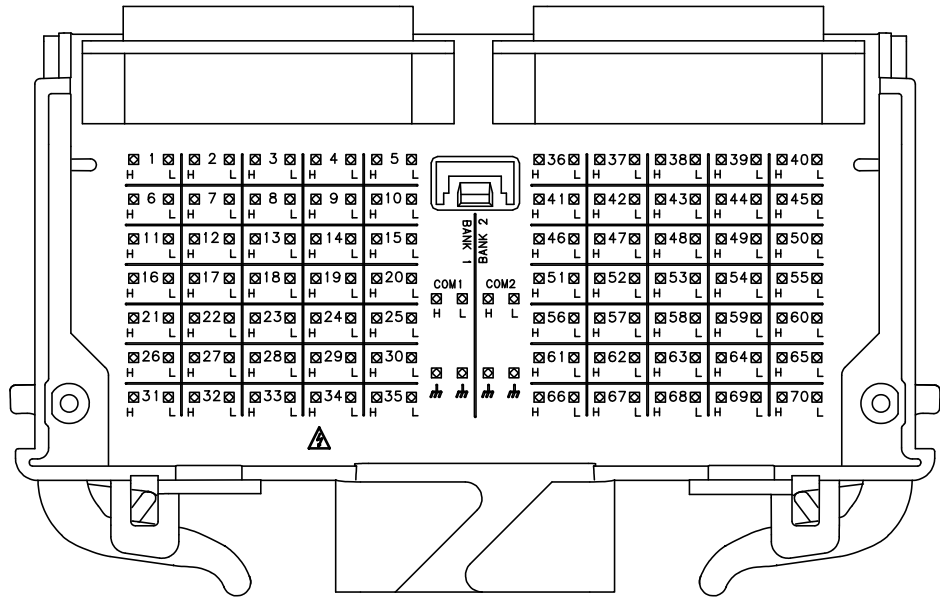 1 2 3 4 5 36 37 38 39 40
H L H L H L H L H L H L H L H L H L H L
6 7 8 9 10 41 42 43 44 45
H L H L H L H L H L H L H L H L H L H L
BANK 1
BANK 2
11 12 13 14 15 46 47 48 49 50
H L H L H L H L H L H L H L H L H L H L
16 17 18 19 20 COM1 COM2 51 52 53 54 55
H L H L H L H L H L H L H L H L H L H L
H L H L
21 22 23 24 25 56 57 58 59 60
H L H L H L H L H L H L H L H L H L H L
26 27 28 29 30 61 62 63 64 65
H L H L H L H L H L H L H L H L H L H L
31 32 33 34 35 66 67 68 69 70
H L H L H L H L H L H L H L H L H L H L